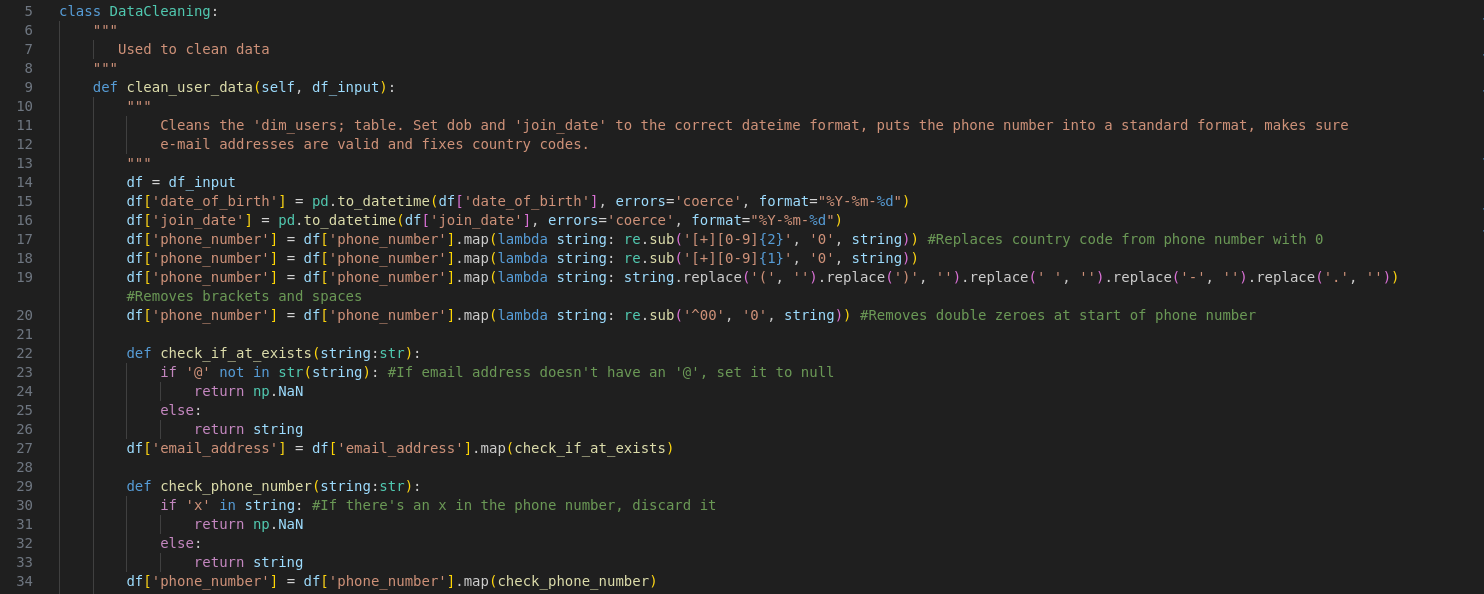 5 class DataCleaning:
6 """
7 Used to clean data
8 """
9 def clean_user_data(self, df_input):
10 """
11 Cleans the 'dim_users; table. Set dob and 'join_date' to the correct dateime format, puts the phone number into a standard format, makes sure
12 e-mail addresses are valid and fixes country codes.
13 """
14 df = df_input
15 df['date_of_birth'] = pd.to_datetime(df['date_of_birth'], errors='coerce', format="%Y-%m-%d")
16 df['join_date'] = pd.to_datetime(df['join_date'], errors='coerce', format="%Y-%m-%d")
17 df['phone_number'] = df['phone_number'].map(lambda string: re.sub('[+][0-9]{2}', '0', string)) #Replaces country code from phone number with 0
18 df['phone_number'] = df['phone_number'].map(lambda string: re.sub('[+][0-9]{1}', '0', string))
19 df['phone_number'] = df['phone_number'].map(lambda string: string.replace('(', '').replace(')', '').replace(' ', '').replace('-', '').replace('.', ''))
#Removes brackets and spaces
20 df['phone_number'] = df['phone_number'].map(lambda string: re.sub('^00', '0', string)) #Removes double zeroes at start of phone number
21
22 def check_if_at_exists(string:str):
23 if '@' not in str(string): #If email address doesn't have an '@', set it to null
24 return np.NaN
25 else:
26 return string
27 df['email_address'] = df['email_address'].map(check_if_at_exists)
28
29 def check_phone_number(string:str):
30 if 'x' in string: #If there's an x in the phone number, discard it
31 return np.NaN
32 else:
33 return string
34 df['phone_number'] = df['phone_number'].map(check_phone_number)